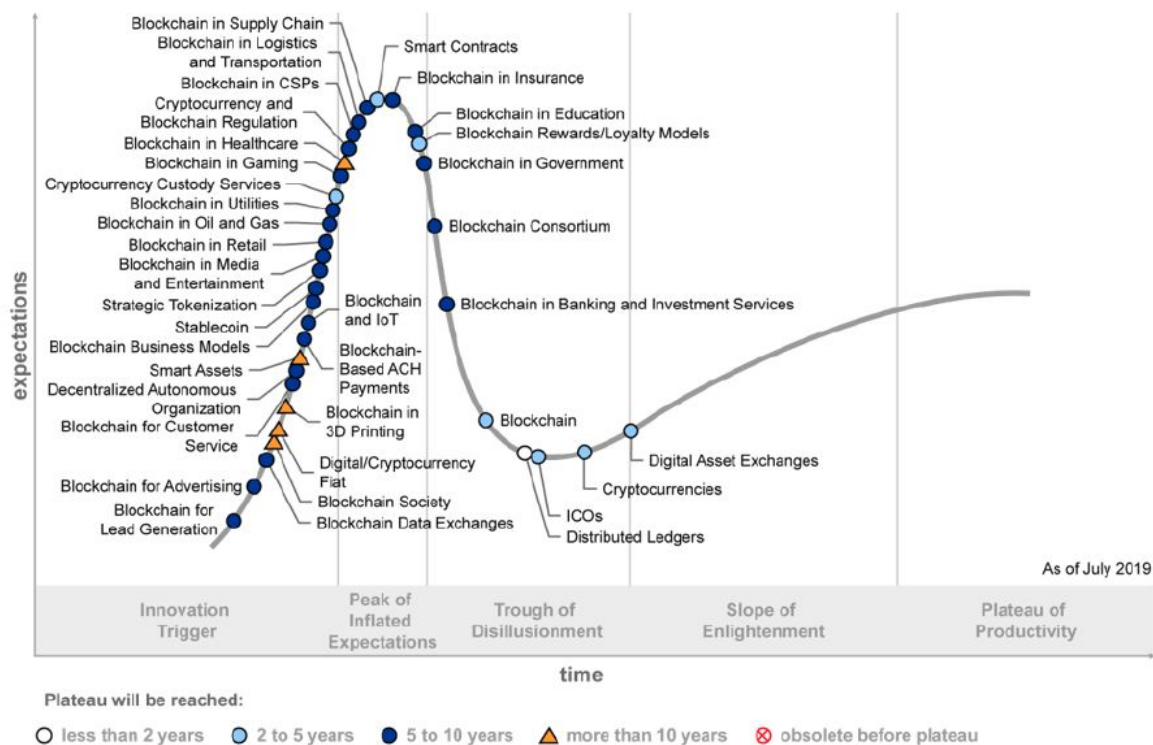 Blockchain in Supply Chain
Blockchain in Logistics
and Transportation
Blockchain in CSPs
Cryptocurrency and
Blockchain Regulation
Blockchain in Healthcare
Blockchain in Gaming
Cryptocurrency Custody Services
Blockchain in Utilities
Blockchain in Oil and Gas
Blockchain in Retail
Blockchain in Media
and Entertainment
Strategic Tokenization
Stablecoin
Blockchain Business Models
Smart Assets
Decentralized Autonomous
Organization
Blockchain for Customer
Service
Blockchain for Advertising
Blockchain for
Lead Generation
Smart Contracts
Blockchain in Insurance
Blockchain in Education
Blockchain Rewards/Loyalty Models
Blockchain in Government
Blockchain Consortium
Blockchain in Banking and Investment Services
Blockchain
and IoT
Blockchain-
Based ACH
Payments
Blockchain in
3D Printing
Digital/Cryptocurrency
Fiat
Blockchain Society
Blockchain Data Exchanges
Blockchain
Digital Asset Exchanges
Cryptocurrencies
ICOs
Distributed Ledgers
As of July 2019
expectations
Innovation
Trigger
Peak of
Inflated
Expectations
Trough of
Disillusionment
Slope of
Enlightenment
Plateau of
Productivity
time
Plateau will be reached:
less than 2 years
2 to 5 years
5 to 10 years
more than 10 years
obsolete before plateau